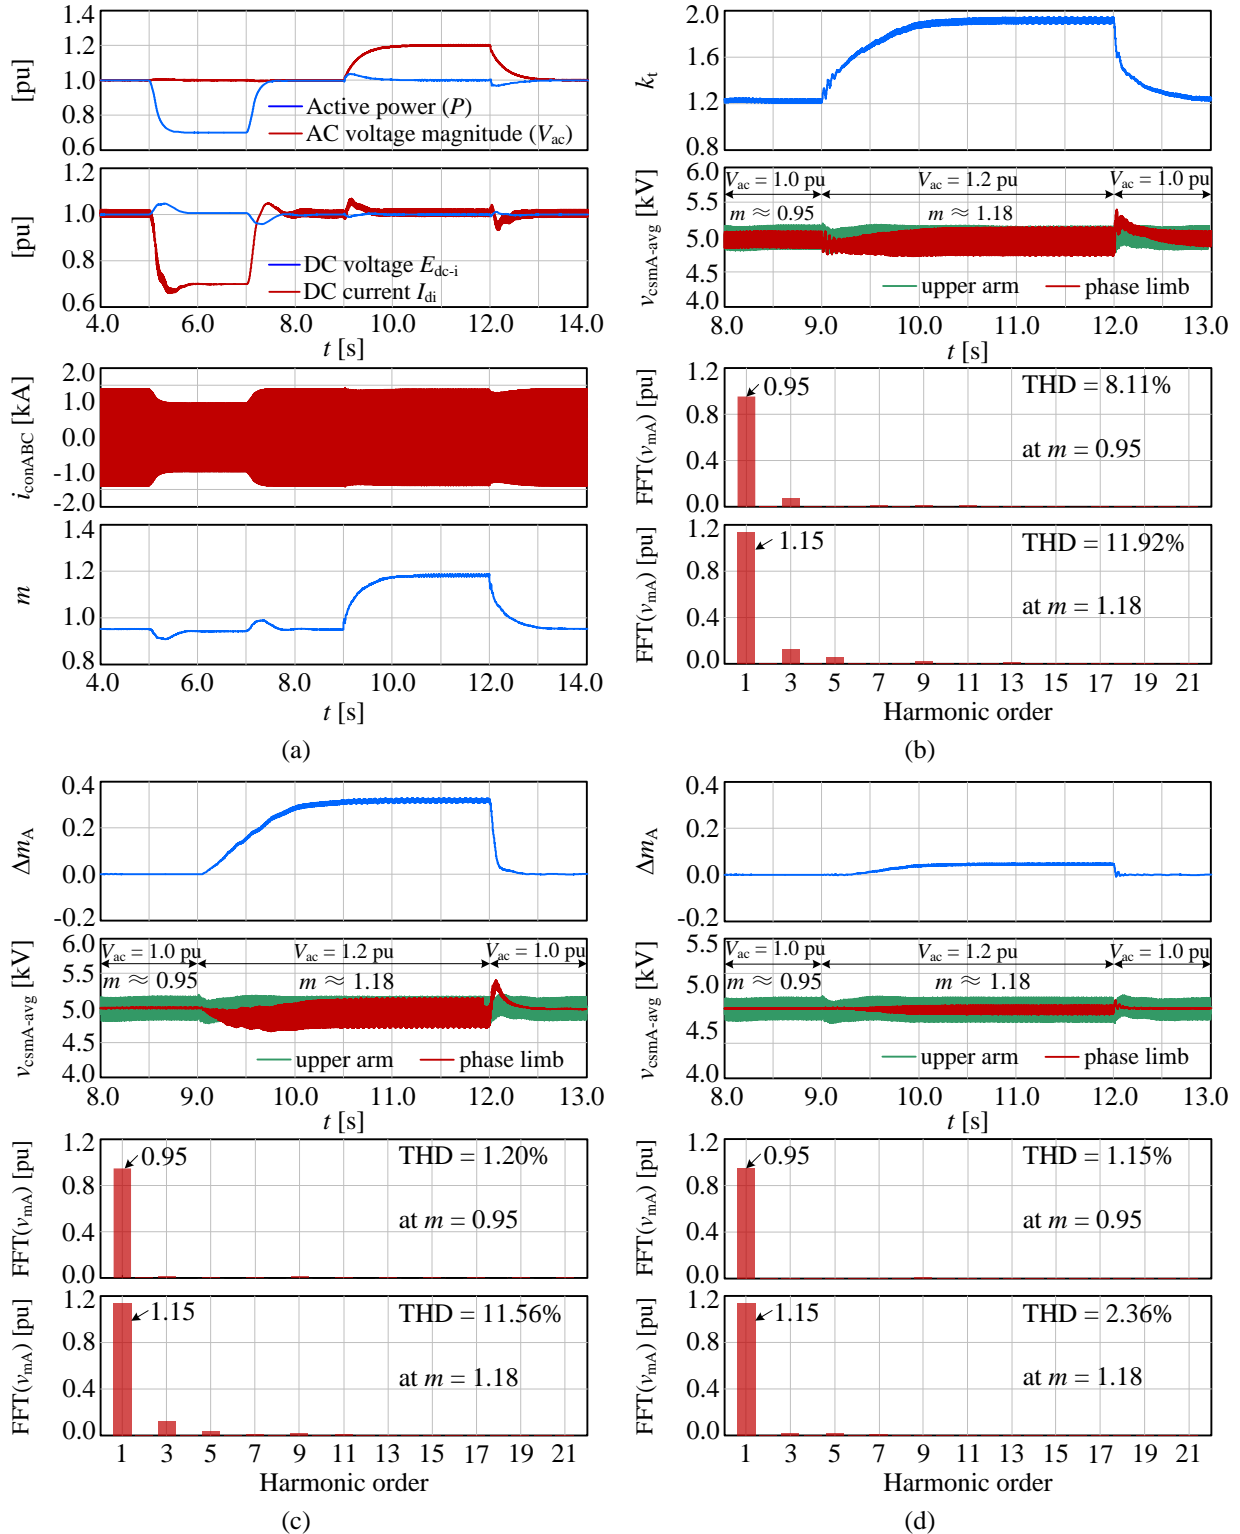 1.4
1.2
1.0
0.8
0.6
[pu]
Active power (P)
AC voltage magnitude (Vac)
1.2
1.0
0.8
0.6
[pu]
DC voltage Edc-i
DC current Idi
4.0 6.0 8.0 10.0 12.0 14.0
t [s]
2.0
1.0
0.0
-1.0
-2.0
iconABC [kA]
1.4
1.2
1.0
0.8
m
4.0 6.0 8.0 10.0 12.0 14.0
t [s]
(a)
2.0
1.6
1.2
0.8
kt
6.0
5.5
5.0
4.5
4.0
vcsmA-avg [kV]
Vac = 1.0 pu Vac = 1.2 pu Vac = 1.0 pu
m ≈ 0.95 m ≈ 1.18
upper arm phase limb
8.0 9.0 10.0 11.0 12.0 13.0
t [s]
1.2
0.8
0.4
0.0
FFT(vmA) [pu]
0.95 THD = 8.11%
at m = 0.95
1.2
0.8
0.4
0.0
FFT(vmA) [pu]
1.15 THD = 11.92%
at m = 1.18
1 3 5 7 9 11 13 15 17 19 21
Harmonic order
(b)
0.4
0.2
0.0
-0.2
ΔmA
6.0
5.5
5.0
4.5
4.0
vcsmA-avg [kV]
Vac = 1.0 pu Vac = 1.2 pu Vac = 1.0 pu
m ≈ 0.95 m ≈ 1.18
upper arm phase limb
8.0 9.0 10.0 11.0 12.0 13.0
t [s]
1.2
0.8
0.4
0.0
FFT(vmA) [pu]
0.95 THD = 1.20%
at m = 0.95
1.2
0.8
0.4
0.0
FFT(vmA) [pu]
1.15 THD = 11.56%
at m = 1.18
1 3 5 7 9 11 13 15 17 19 21
Harmonic order
(c)
0.4
0.2
0.0
-0.2
ΔmA
5.5
5.0
4.5
4.0
vcsmA-avg [kV]
Vac = 1.0 pu Vac = 1.2 pu Vac = 1.0 pu
m ≈ 0.95 m ≈ 1.18
upper arm phase limb
8.0 9.0 10.0 11.0 12.0 13.0
t [s]
1.2
0.8
0.4
0.0
FFT(vmA) [pu]
0.95 THD = 1.15%
at m = 0.95
1.2
0.8
0.4
0.0
FFT(vmA) [pu]
1.15 THD = 2.36%
at m = 1.18
1 3 5 7 9 11 13 15 17 19 21
Harmonic order
(d)